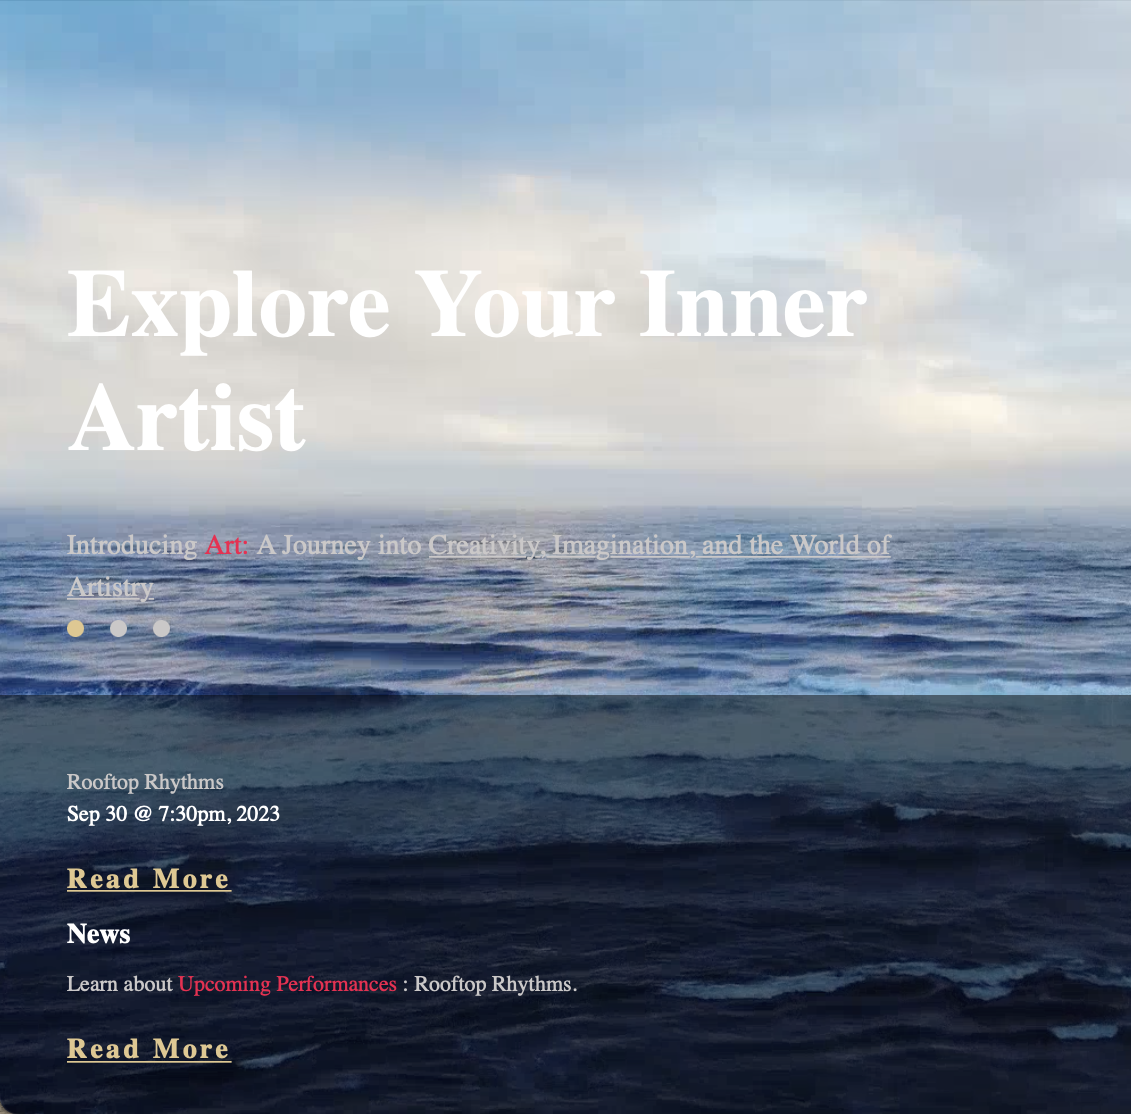 Explore Your Inner
Artist
Introducing Art: A Journey into Creativity, Imagination, and the World of
Artistry
Rooftop Rhythms
Sep 30 @ 7:30pm, 2023
Read More
News
Learn about Upcoming Performances : Rooftop Rhythms.
Read More